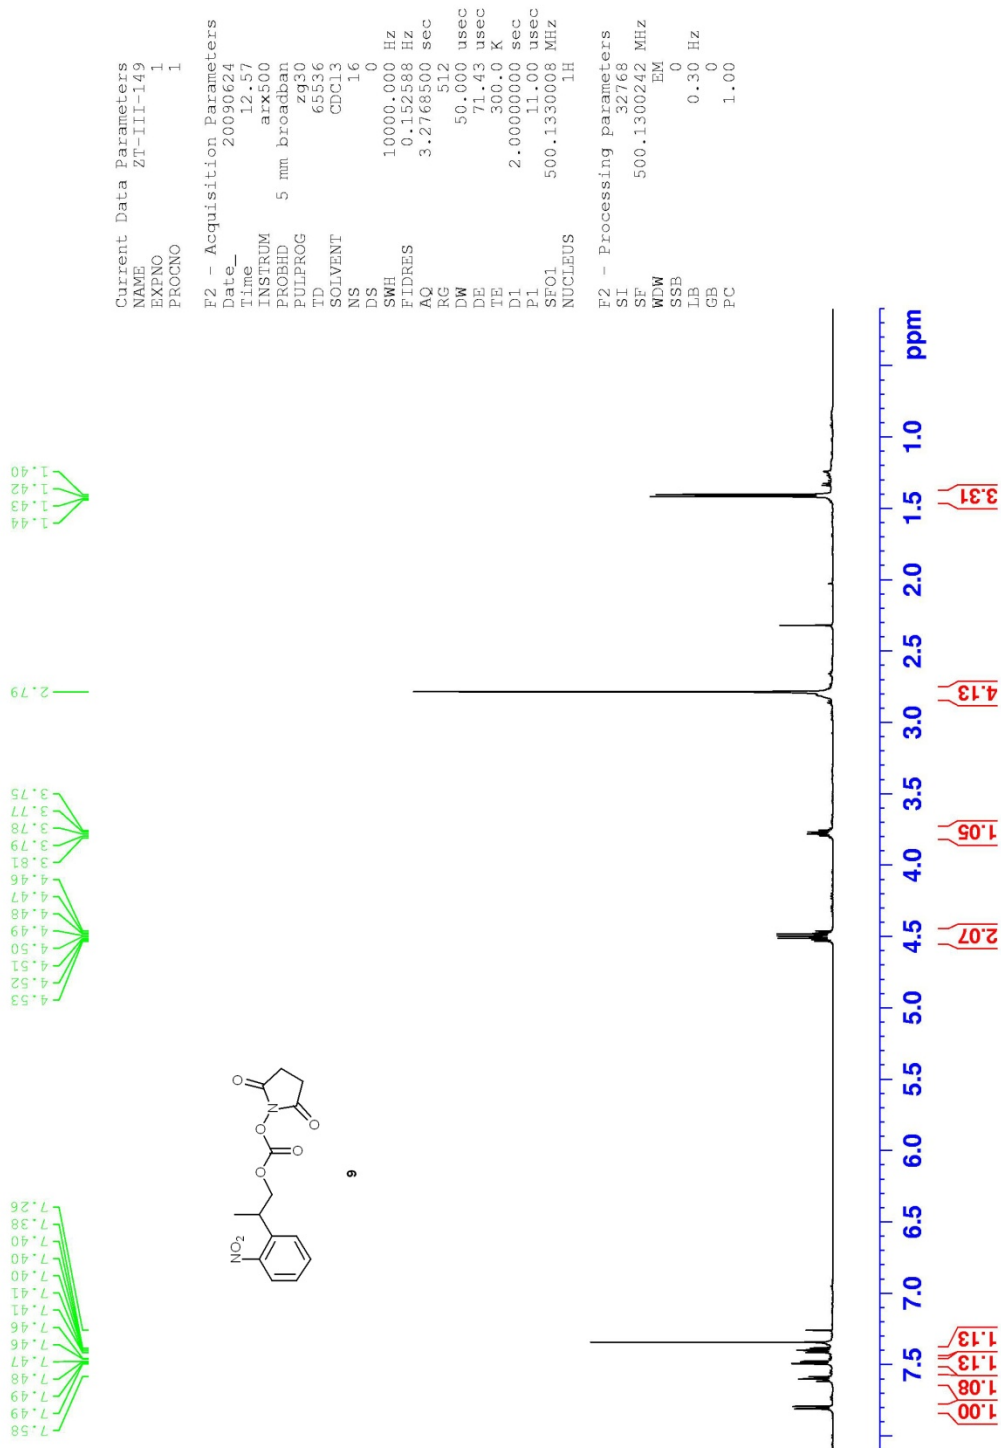 Current Data Parameters
NAME ZT-III-149
EXPNO 1
PROCNO 1
F2 - Acquisition Parameters
Date_ 20090624
Time 12.57
INSTRUM arx500
PROBHD 5 mm broadban
PULPROG zg30
TD 65536
SOLVENT CDCl3
NS 16
DS 0
SWH 10000.000 Hz
FIDRES 0.152588 Hz
AQ 3.2768500 sec
RG 512
DW 50.000 usec
DE 71.43 usec
TE 300.0 K
D1 2.00000000 sec
P1 11.00 usec
SFO1 500.1330008 MHz
NUCLEUS 1H
F2 - Processing parameters
SI 32768
SF 500.1300242 MHz
WDW EM
SSB 0
LB 0.30 Hz
GB 0
PC 1.00
7.58
7.49
7.49
7.48
7.47
7.46
7.46
7.41
7.41
7.40
7.40
7.40
7.38
7.26
4.53
4.52
4.51
4.50
4.49
4.48
4.47
4.46
3.81
3.79
3.78
3.77
3.75
2.79
1.44
1.43
1.42
1.40
NO2
O
O
O
N
O
O
9
7.5
7.0
6.5
6.0
5.5
5.0
4.5
4.0
3.5
3.0
2.5
2.0
1.5
1.0
ppm
1.00
1.08
1.13
1.13
2.07
1.05
4.13
3.31